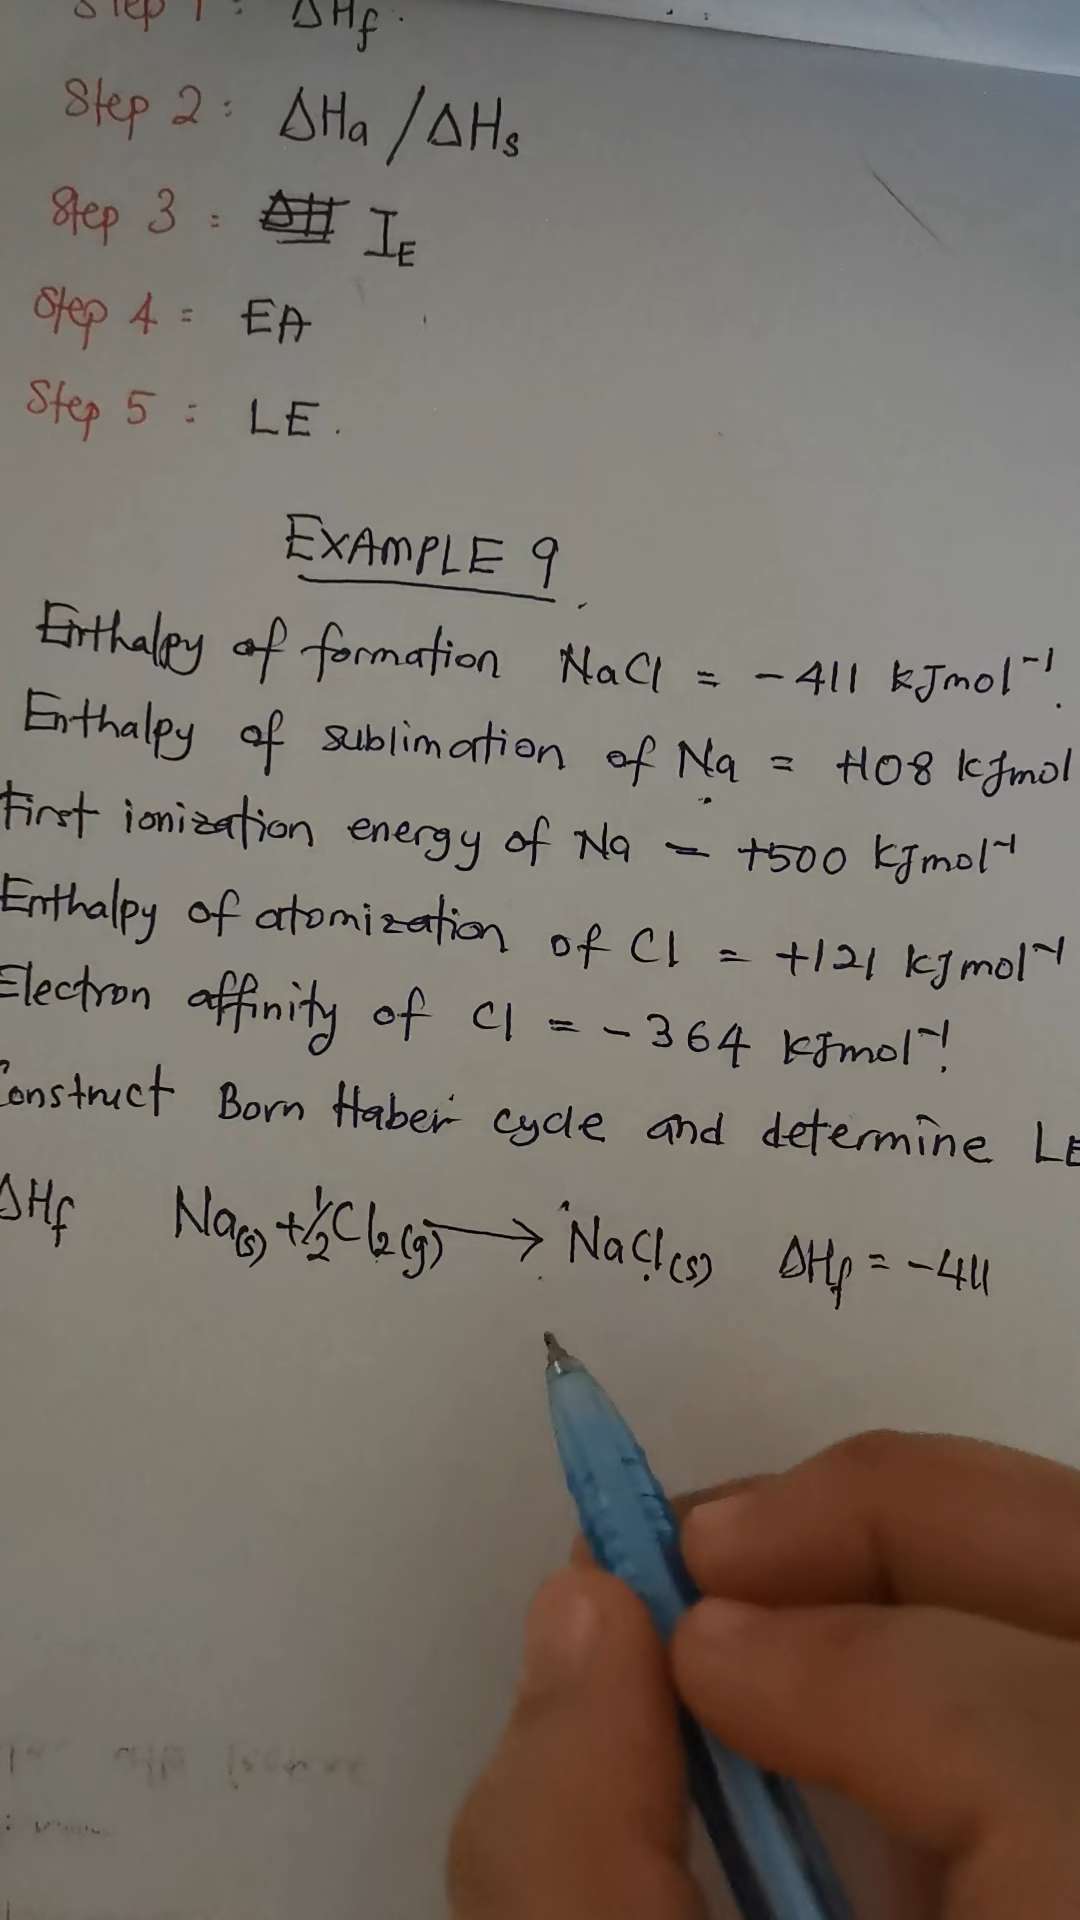 Step 1 : ΔHf.
Step 2 : ΔHa / ΔHs
Step 3 : IE
Step 4 : EA
Step 5 : LE.
EXAMPLE 9
Enthalpy of formation NaCl = -411 kJmol⁻¹.
Enthalpy of sublimation of Na = +108 kJmol
First ionization energy of Na = +500 kJmol⁻¹
Enthalpy of atomization of Cl = +121 kJmol⁻¹
Electron affinity of Cl = -364 kJmol⁻¹.
Construct Born Haber cycle and determine LE
ΔHf Na(s) + ½Cl₂(g) → NaCl(s) ΔHf = -411